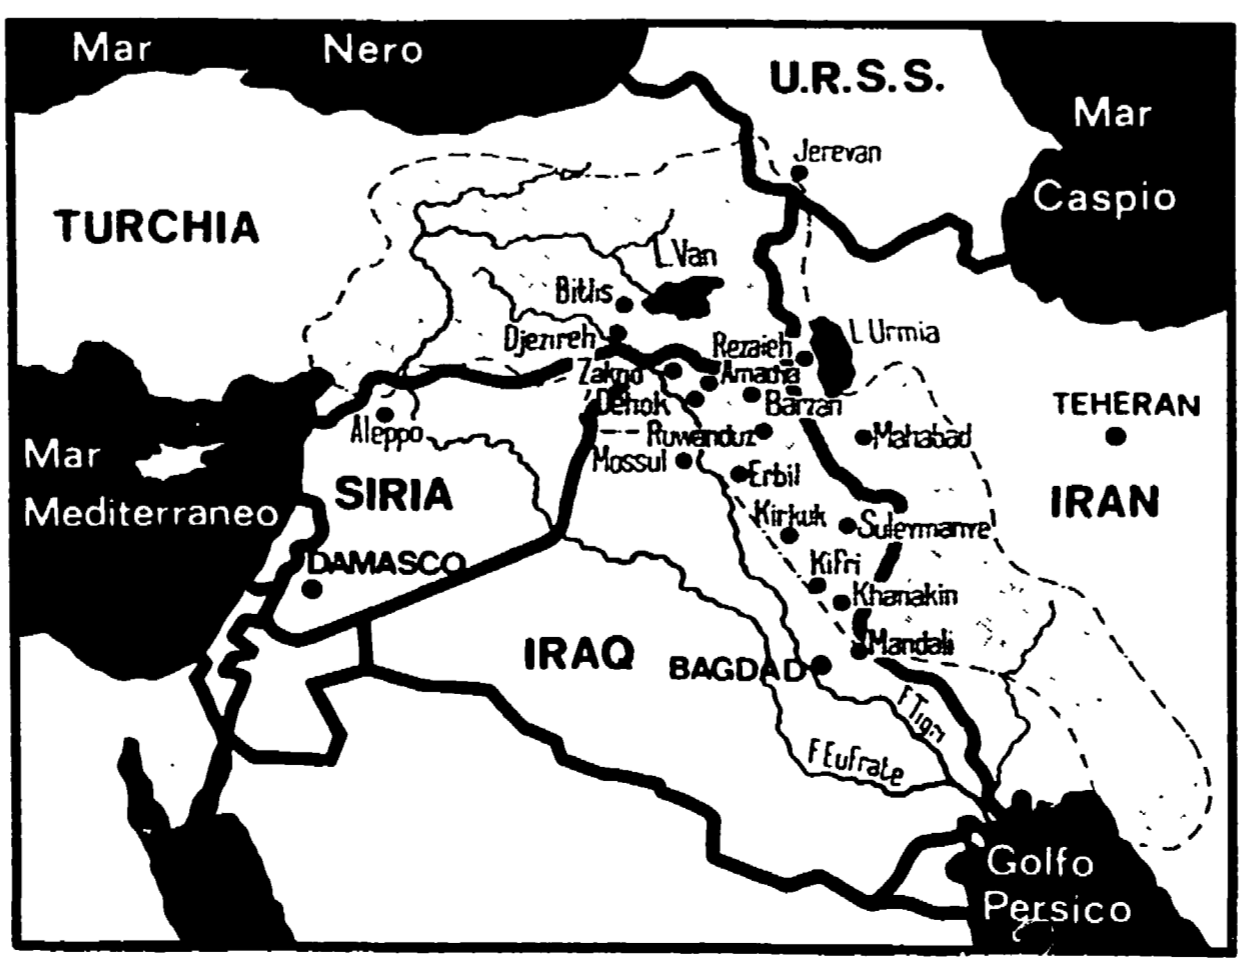 Mar Nero
U.R.S.S.
Mar
Caspio
Jerevan
TURCHIA
L.Van
Bitlis
Djezireh
Rezaieh
L Urmia
Zakho
Amadia
Dehok
Barzan
TEHERAN
Aleppo
Ruwanduz
Mahabad
Mar
Mediterraneo
Mossul
Erbil
SIRIA
IRAN
Kirkuk
Suleymanye
DAMASCO
Kifri
Khanakin
IRAQ
Mandali
BAGDAD
F Tigri
F Eufrate
Golfo
Persico